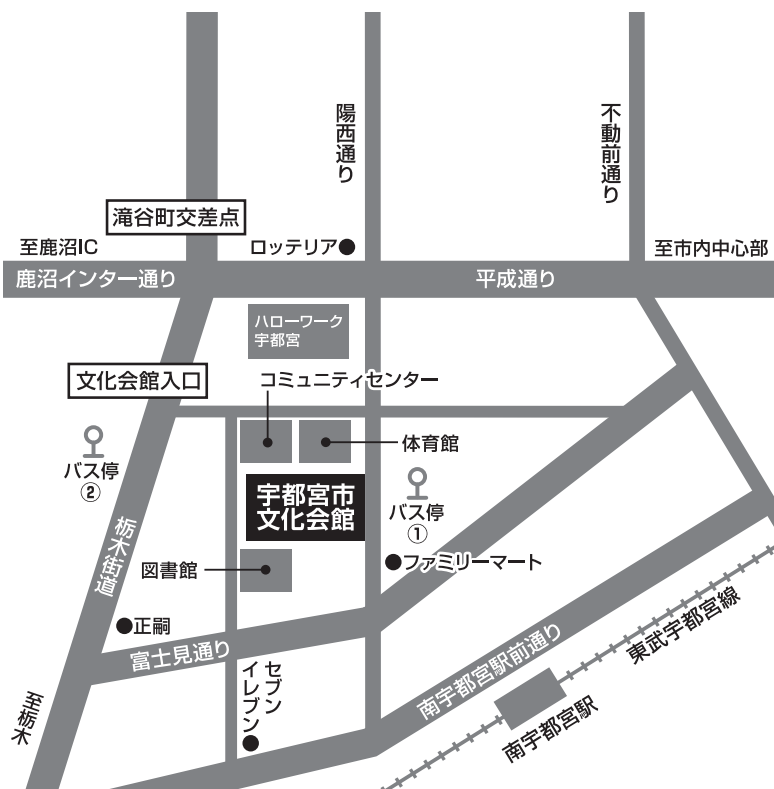 陽西通り
不動前通り
滝谷町交差点
至鹿沼IC
ロッテリア
至市内中心部
鹿沼インター通り
平成通り
ハローワーク
宇都宮
文化会館入口
コミュニティセンター
体育館
バス停
②
宇都宮市
文化会館
バス停
①
栃木街道
図書館
ファミリーマート
正嗣
富士見通り
セブン
イレブン
南宇都宮駅前通り
東武宇都宮線
南宇都宮駅
至栃木